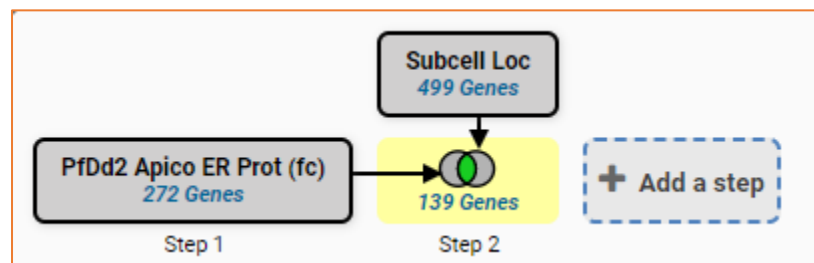 Subcell Loc
499 Genes
PfDd2 Apico ER Prot (fc)
272 Genes
139 Genes
+ Add a step
Step 1
Step 2